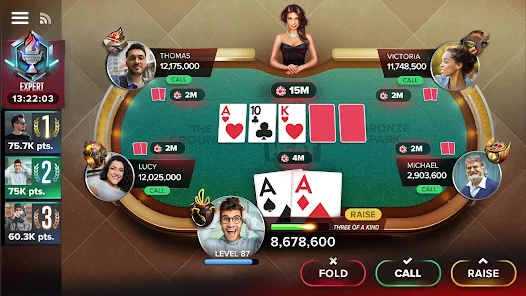 THOMAS
12,175,000
CALL
VICTORIA
11,748,500
CALL
EXPERT
13:22:03
2M
15M
2M
1
75.7K pts.
A
10
K
2M
4M
2M
LUCY
12,025,000
CALL
MICHAEL
2,903,600
CALL
2
75K pts.
A
A
RAISE
THREE OF A KIND
3
60.3K pts.
8,678,600
LEVEL 87
FOLD
CALL
RAISE